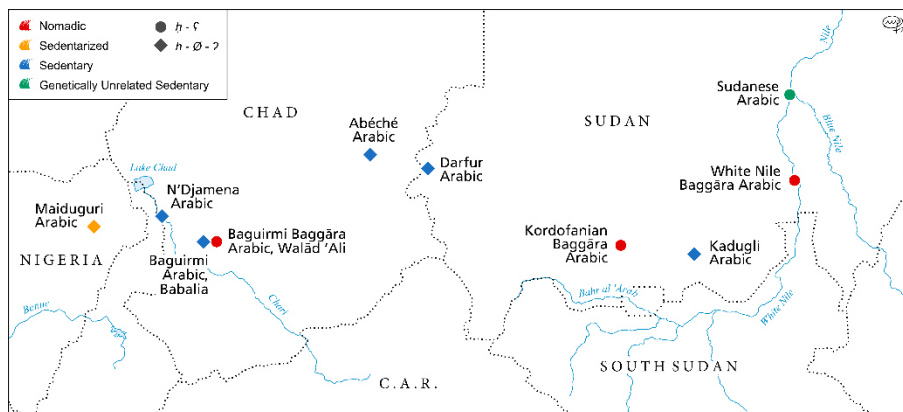 Nomadic
Sedentarized
Sedentary
Genetically Unrelated Sedentary
ḥ - ʕ
h - Ø - ʔ
CHAD
SUDAN
NIGERIA
C.A.R.
SOUTH SUDAN
Lake Chad
Nile
Blue Nile
White Nile
Bahr al 'Arab
Chari
Benue
Maiduguri
Arabic
N'Djamena
Arabic
Baguirmi
Arabic,
Babalia
Baguirmi Baggāra
Arabic, Walād 'Ali
Abéché
Arabic
Darfur
Arabic
Kordofanian
Baggāra
Arabic
Kadugli
Arabic
White Nile
Baggāra Arabic
Sudanese
Arabic